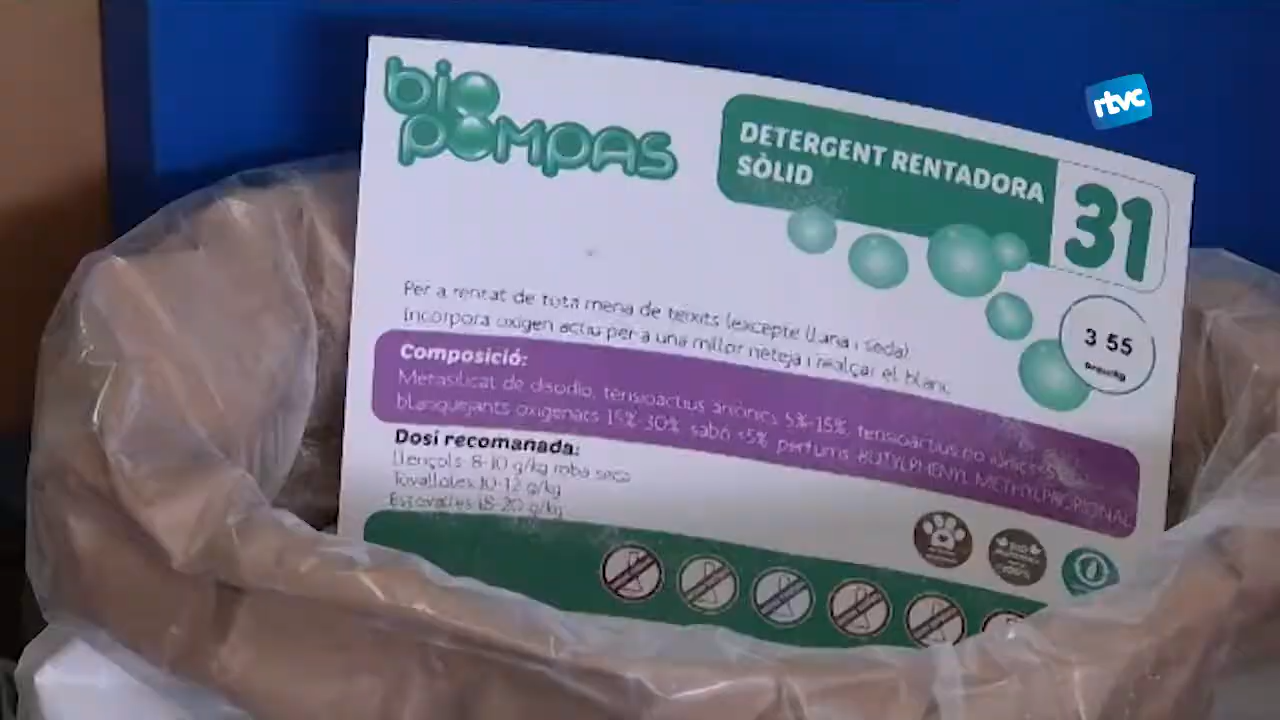 bio
pompas
DETERGENT RENTADORA
SÒLID
31
3 55
euro/kg
Per a rentat de tota mena de teixits (excepte llana i seda)
Incorpora oxigen actiu per a una millor neteja i realçar el blanc
Composició:
Metasilicat de disodio, tensioactius aniònics 5%-15%, tensioactius no iònics
blanquejants oxigenats 15%-30% sabó <5% perfums BUTYLPHENYL METHYLPROPIONAL
Dosi recomanada:
Llençols 8-10 g/kg roba seca
Tovalloles 10-12 g/kg
Estovalles 18-20 g/kg
rtvc